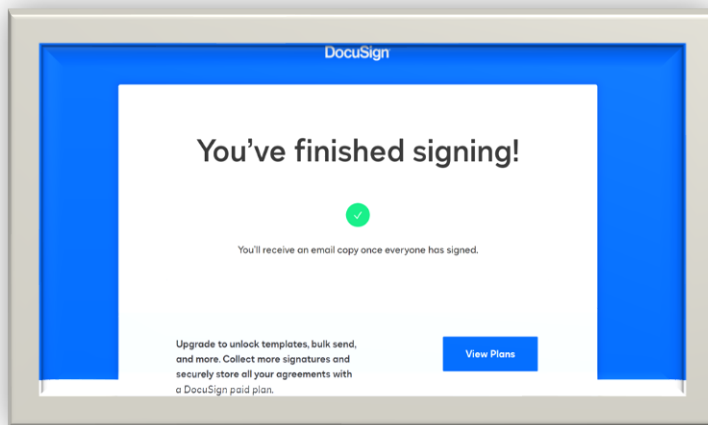 DocuSign
You've finished signing!
You'll receive an email copy once everyone has signed.
Upgrade to unlock templates, bulk send,
and more. Collect more signatures and
securely store all your agreements with
a DocuSign paid plan.
View Plans